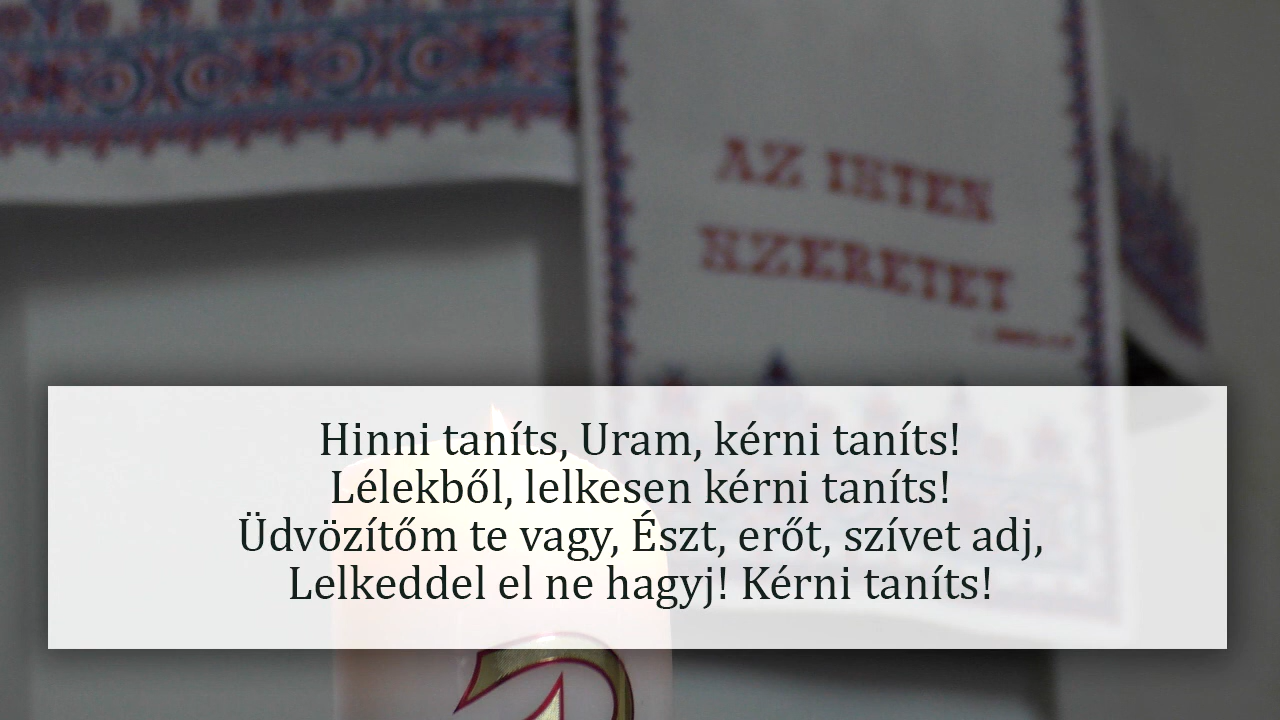 AZ ISTEN
SZERETET
Hinni taníts, Uram, kérni taníts!
Lélekből, lelkesen kérni taníts!
Üdvözítőm te vagy, Észt, erőt, szívet adj,
Lelkeddel el ne hagyj! Kérni taníts!